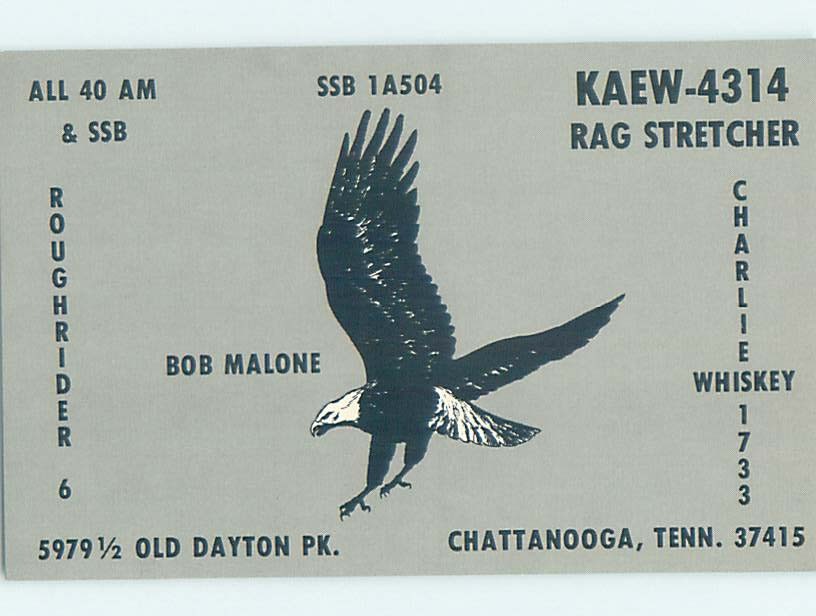 ALL 40 AM
& SSB
SSB 1A504
KAEW-4314
RAG STRETCHER
ROUGHRIDER 6
BOB MALONE
CHARLIE
WHISKEY
1733
5979½ OLD DAYTON PK.
CHATTANOOGA, TENN. 37415